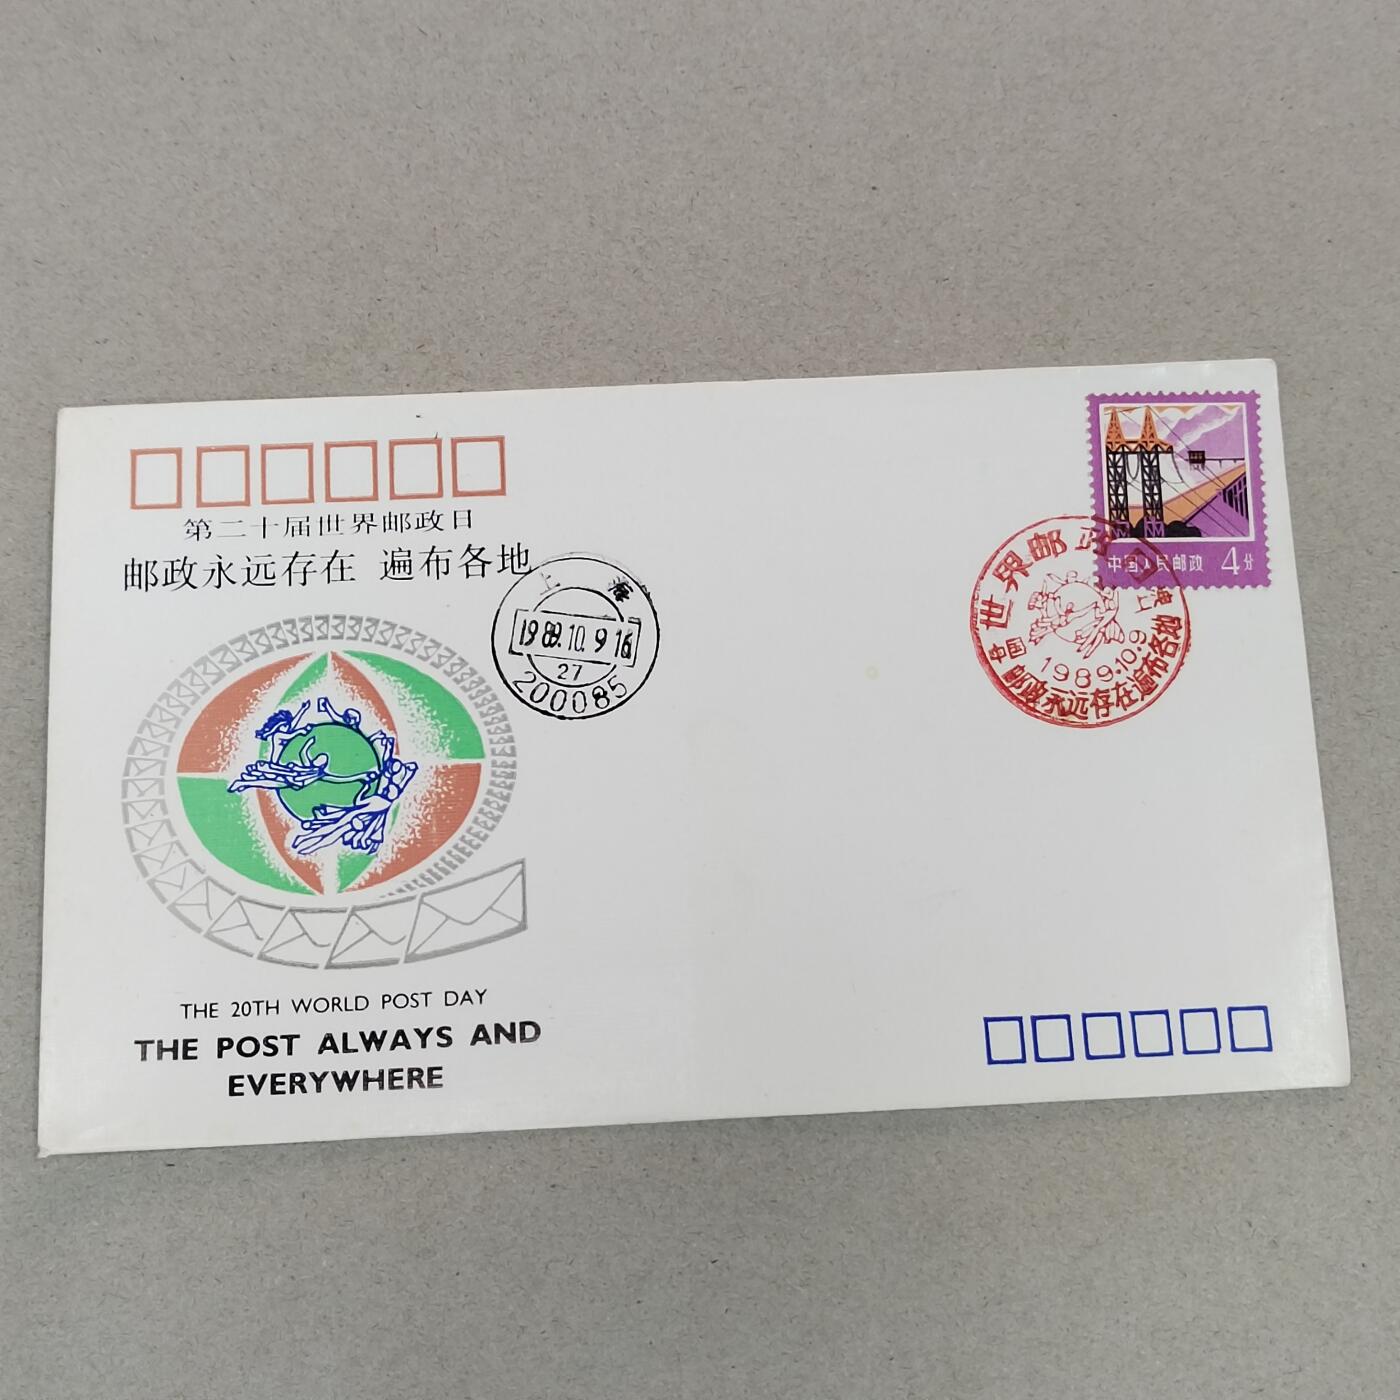 第二十届世界邮政日
邮政永远存在 遍布各地
上海
1989.10.9 16
27
200085
中国人民邮政 4分
世界邮政日
中国 上海
1989.10.9
邮政永远存在遍布各地
THE 20TH WORLD POST DAY
THE POST ALWAYS AND
EVERYWHERE